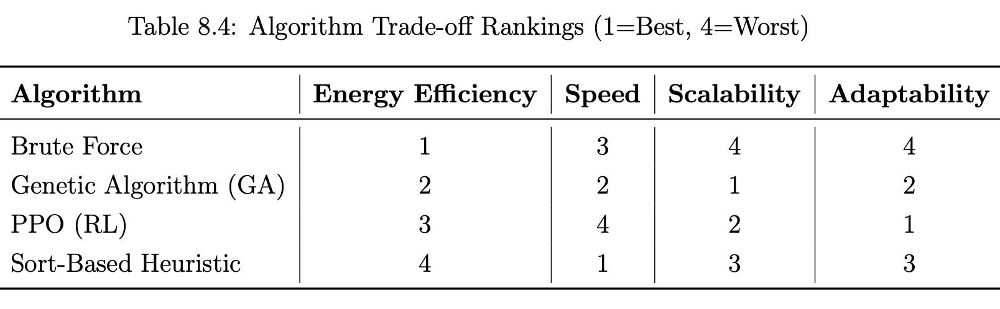 Table 8.4: Algorithm Trade-off Rankings (1=Best, 4=Worst)
Algorithm Energy Efficiency Speed Scalability Adaptability
Brute Force 1 3 4 4
Genetic Algorithm (GA) 2 2 1 2
PPO (RL) 3 4 2 1
Sort-Based Heuristic 4 1 3 3